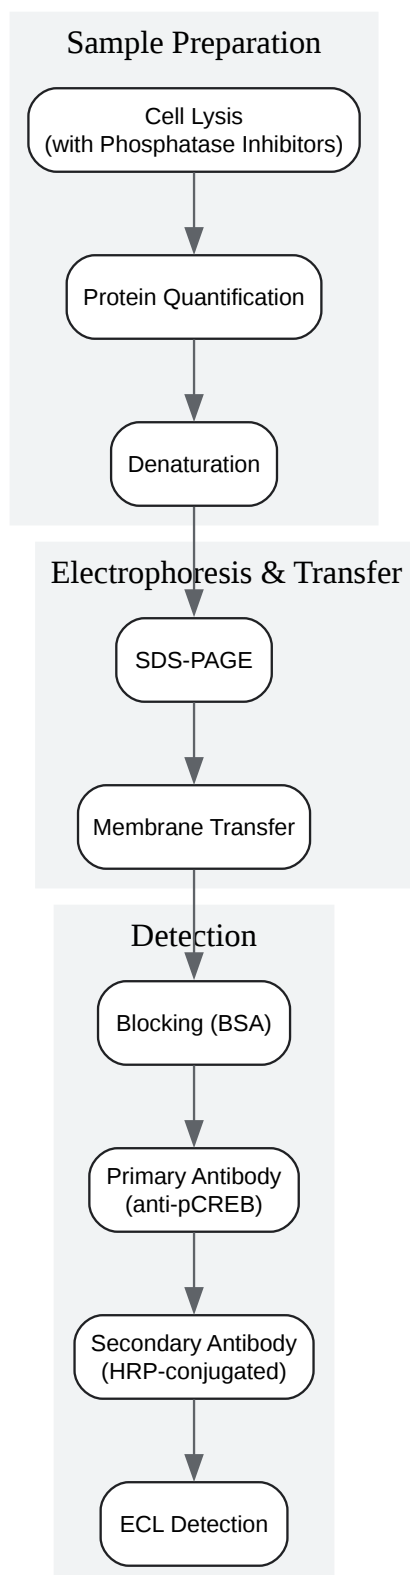 Sample Preparation
Cell Lysis
(with Phosphatase Inhibitors)
Protein Quantification
Denaturation
Electrophoresis & Transfer
SDS-PAGE
Membrane Transfer
Detection
Blocking (BSA)
Primary Antibody
(anti-pCREB)
Secondary Antibody
(HRP-conjugated)
ECL Detection